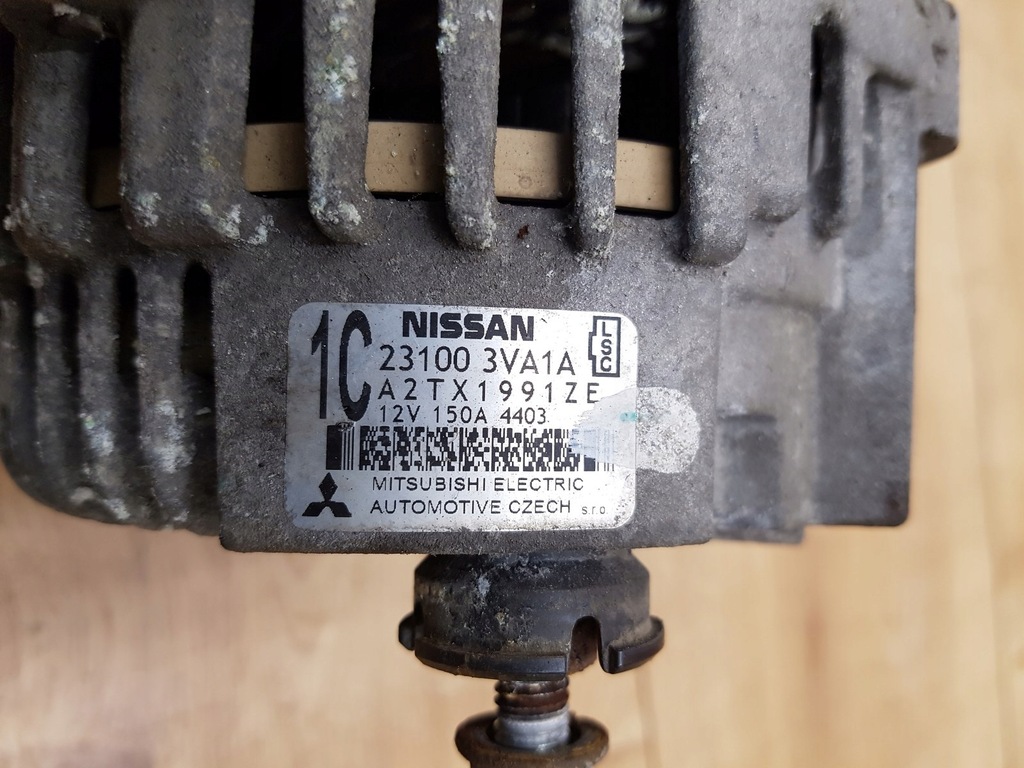 1C NISSAN LSC
23100 3VA1A
A2TX1991ZE
12V 150A 4403
MITSUBISHI ELECTRIC
AUTOMOTIVE CZECH s.r.o.